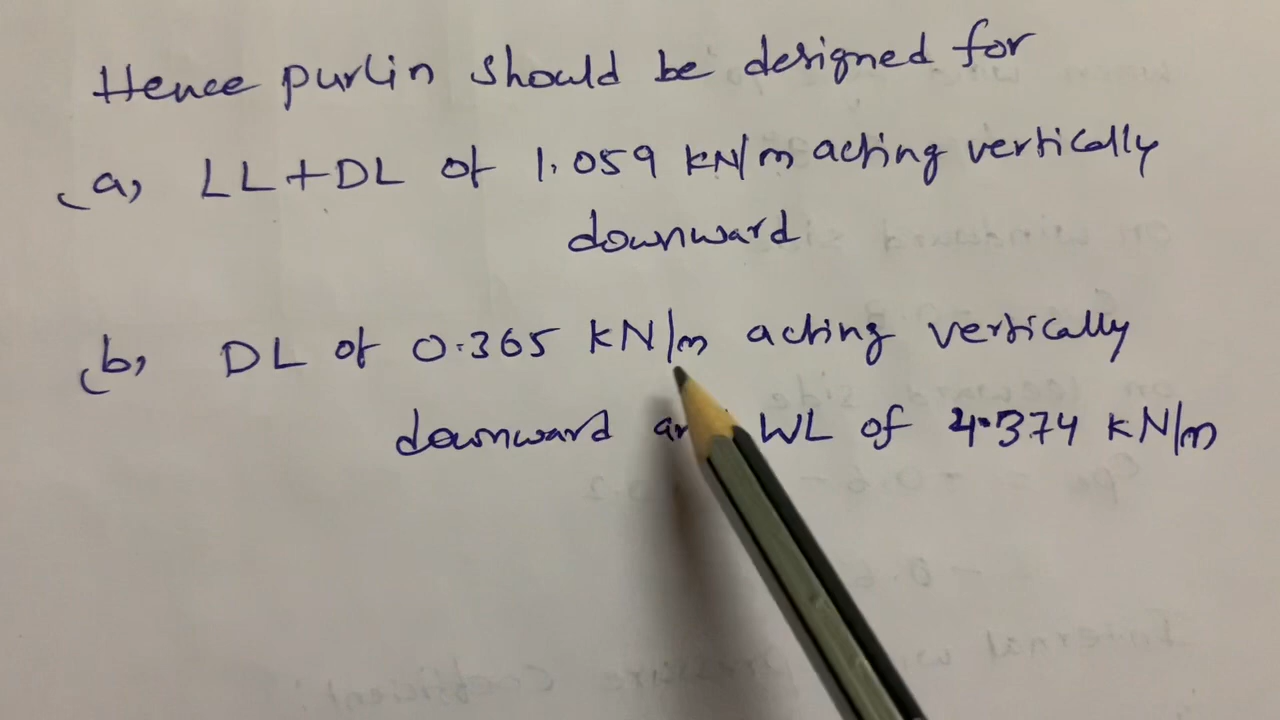 Hence purlin should be designed for
(a) LL+DL of 1.059 KN/m acting vertically
downward
(b) DL of 0.365 KN/m acting vertically
downward an WL of 4.374 KN/m